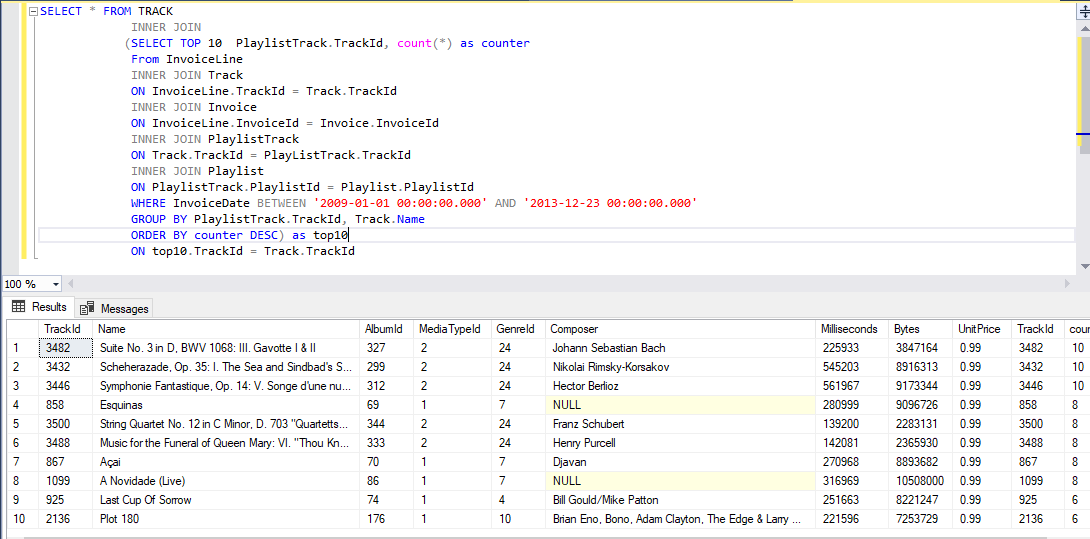 SELECT * FROM TRACK
INNER JOIN
(SELECT TOP 10  PlaylistTrack.TrackId, count(*) as counter
From InvoiceLine
INNER JOIN Track
ON InvoiceLine.TrackId = Track.TrackId
INNER JOIN Invoice
ON InvoiceLine.InvoiceId = Invoice.InvoiceId
INNER JOIN PlaylistTrack
ON Track.TrackId = PlayListTrack.TrackId
INNER JOIN Playlist
ON PlaylistTrack.PlaylistId = Playlist.PlaylistId
WHERE InvoiceDate BETWEEN '2009-01-01 00:00:00.000' AND '2013-12-23 00:00:00.000'
GROUP BY PlaylistTrack.TrackId, Track.Name
ORDER BY counter DESC) as top10
ON top10.TrackId = Track.TrackId
100 %
Results Messages
TrackId Name AlbumId MediaTypeId GenreId Composer Milliseconds Bytes UnitPrice TrackId coun
1 3482 Suite No. 3 in D, BWV 1068: III. Gavotte I & II 327 2 24 Johann Sebastian Bach 225933 3847164 0.99 3482 10
2 3432 Scheherazade, Op. 35: I. The Sea and Sindbad's S... 299 2 24 Nikolai Rimsky-Korsakov 545203 8916313 0.99 3432 10
3 3446 Symphonie Fantastique, Op. 14: V. Songe d'une nu... 312 2 24 Hector Berlioz 561967 9173344 0.99 3446 10
4 858 Esquinas 69 1 7 NULL 280999 9096726 0.99 858 8
5 3500 String Quartet No. 12 in C Minor, D. 703 "Quartetts... 344 2 24 Franz Schubert 139200 2283131 0.99 3500 8
6 3488 Music for the Funeral of Queen Mary: VI. "Thou Kn... 333 2 24 Henry Purcell 142081 2365930 0.99 3488 8
7 867 Açai 70 1 7 Djavan 270968 8893682 0.99 867 8
8 1099 A Novidade (Live) 86 1 7 NULL 316969 10508000 0.99 1099 8
9 925 Last Cup Of Sorrow 74 1 4 Bill Gould/Mike Patton 251663 8221247 0.99 925 6
10 2136 Plot 180 176 1 10 Brian Eno, Bono, Adam Clayton, The Edge & Larry ... 221596 7253729 0.99 2136 6